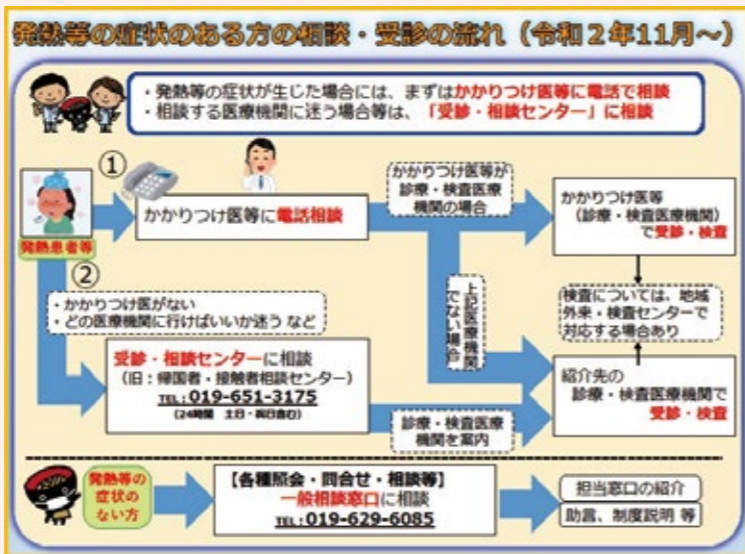 発熱等の症状のある方の相談・受診の流れ（令和２年11月～）
・発熱等の症状が生じた場合には、まずはかかりつけ医等に電話で相談
・相談する医療機関に迷う場合等は、「受診・相談センター」に相談
①
発熱患者等
かかりつけ医等に電話相談
かかりつけ医等が
診療・検査医療
機関の場合
かかりつけ医等
（診療・検査医療機関）
で受診・検査
②
・かかりつけ医がない
・どの医療機関に行けばいいか迷う など
上記医療機関
でない場合
検査については、地域
外来・検査センターで
対応する場合あり
受診・相談センターに相談
（旧：帰国者・接触者相談センター）
TEL：019-651-3175
（24時間　土日・祝日含む）
診療・検査医療
機関を案内
紹介先の
診療・検査医療機関で
受診・検査
発熱等の
症状の
ない方
【各種照会・問合せ・相談等】
一般相談窓口に相談
TEL：019-629-6085
担当窓口の紹介
助言、制度説明 等